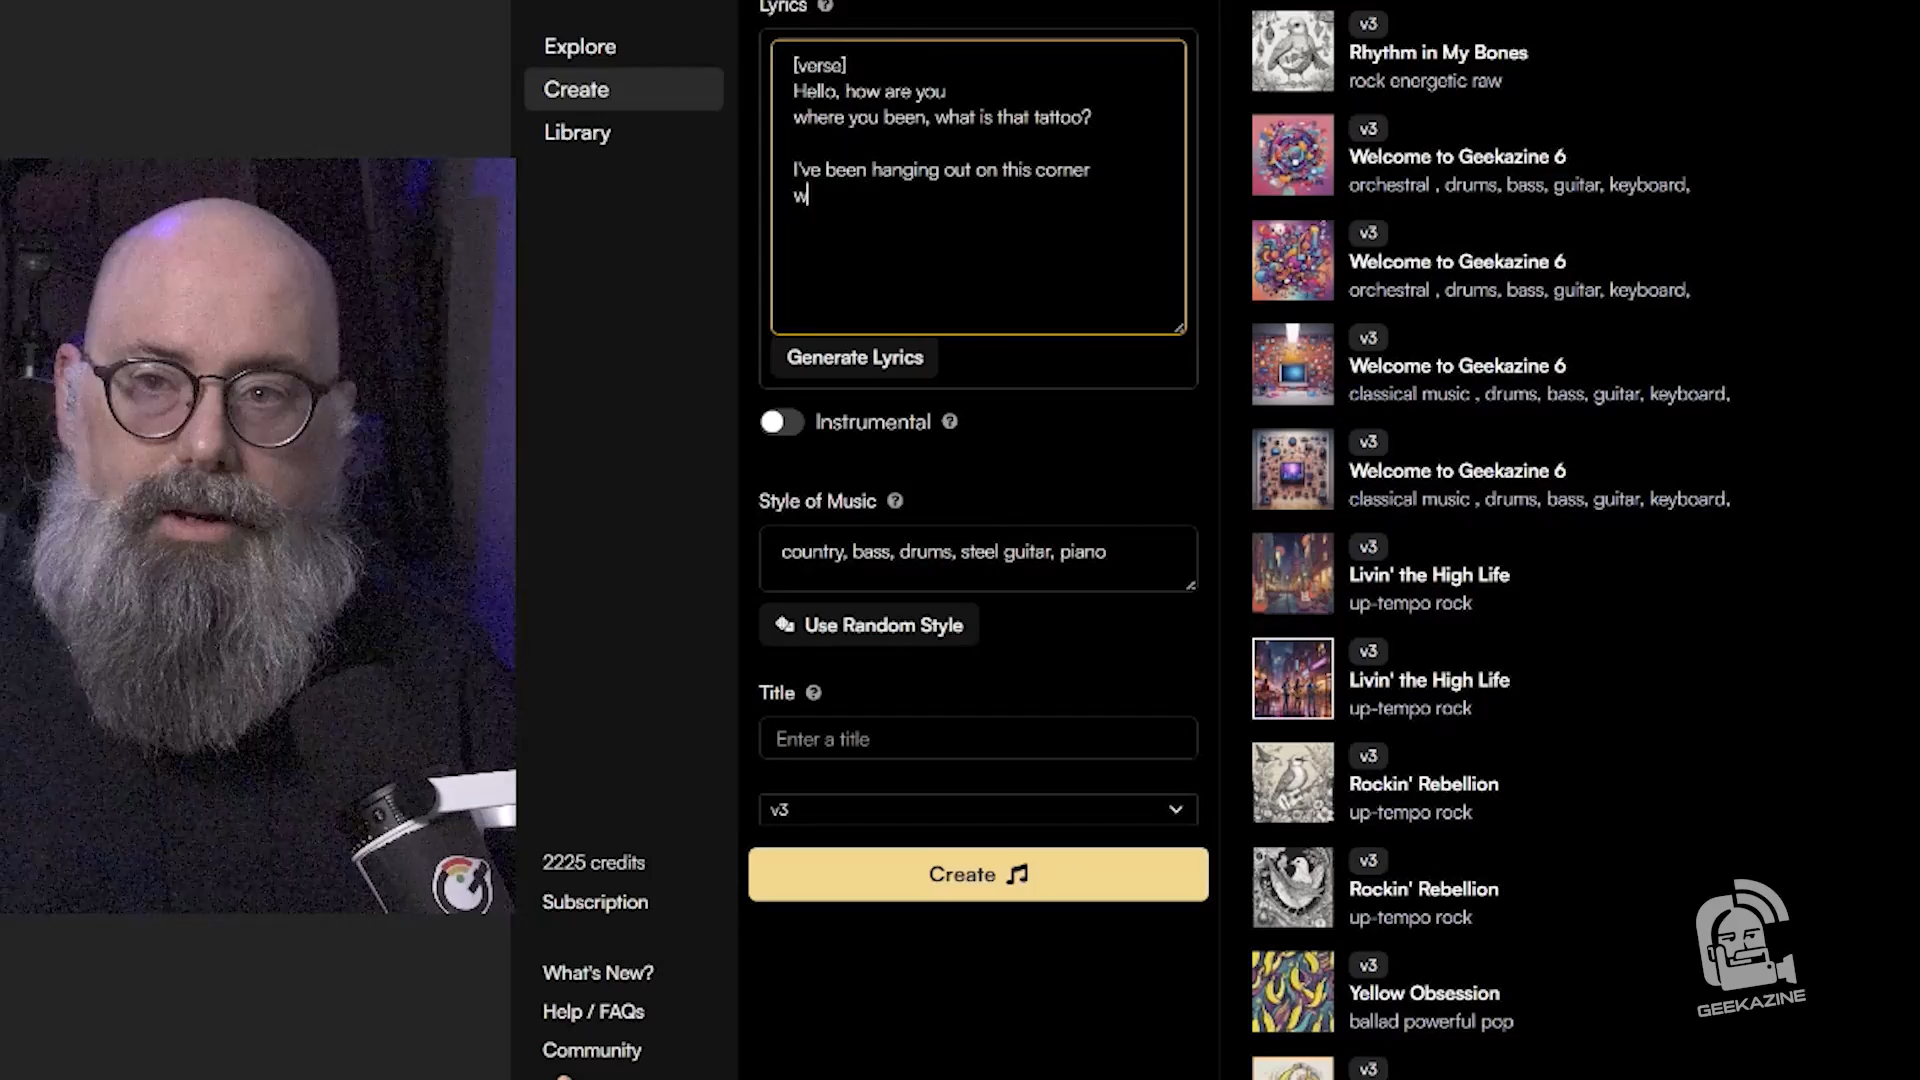 Explore
Create
Library
2225 credits
Subscription
What's New?
Help / FAQs
Community
Lyrics
[verse]
Hello, how are you
where you been, what is that tattoo?
I've been hanging out on this corner
w
Generate Lyrics
Instrumental
Style of Music
country, bass, drums, steel guitar, piano
Use Random Style
Title
Enter a title
v3
Create
v3
Rhythm in My Bones
rock energetic raw
v3
Welcome to Geekazine 6
orchestral , drums, bass, guitar, keyboard,
v3
Welcome to Geekazine 6
orchestral , drums, bass, guitar, keyboard,
v3
Welcome to Geekazine 6
classical music , drums, bass, guitar, keyboard,
v3
Welcome to Geekazine 6
classical music , drums, bass, guitar, keyboard,
v3
Livin' the High Life
up-tempo rock
v3
Livin' the High Life
up-tempo rock
v3
Rockin' Rebellion
up-tempo rock
v3
Rockin' Rebellion
up-tempo rock
v3
Yellow Obsession
ballad powerful pop
v3
GEEKAZINE